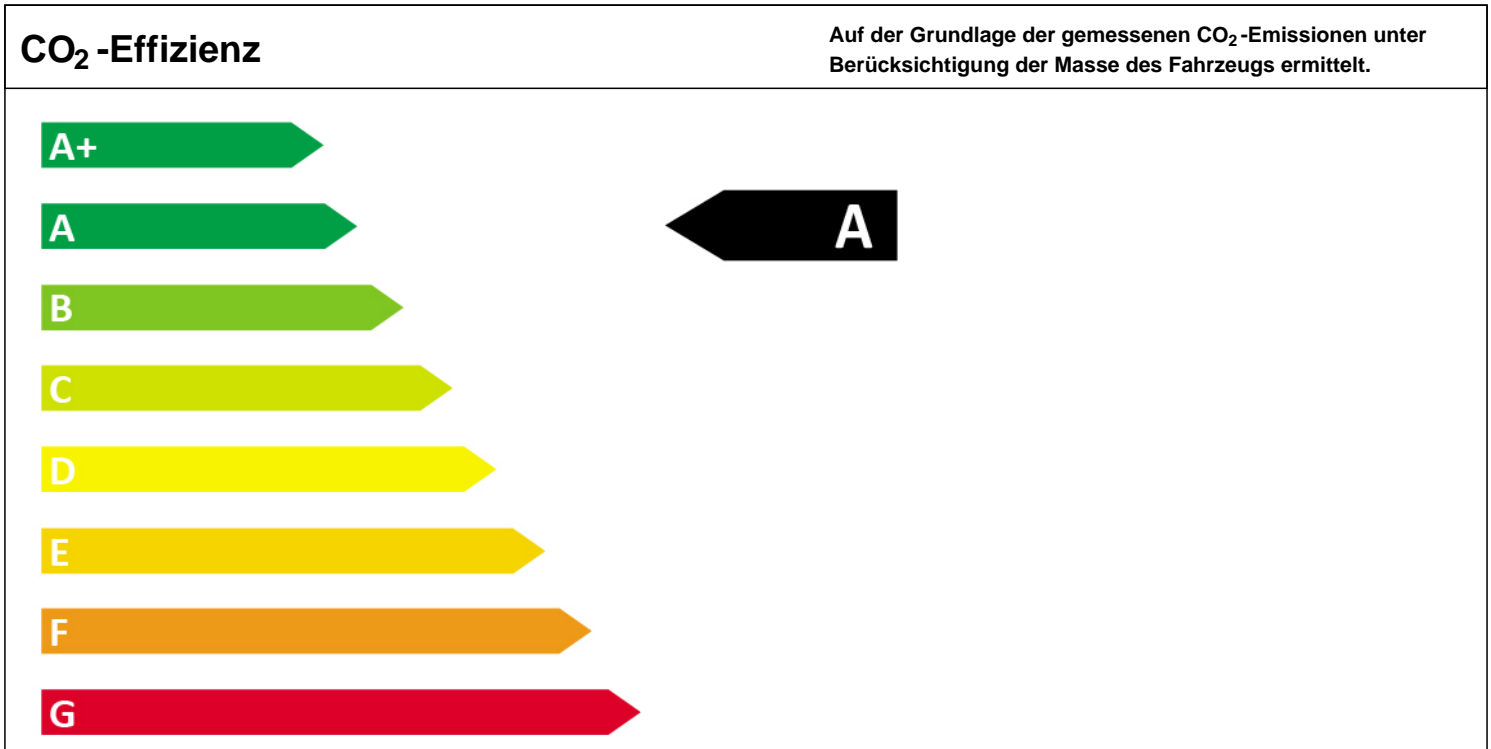 CO₂-Effizienz
Auf der Grundlage der gemessenen CO₂-Emissionen unter
Berücksichtigung der Masse des Fahrzeugs ermittelt.
A+
A
A
B
C
D
E
F
G